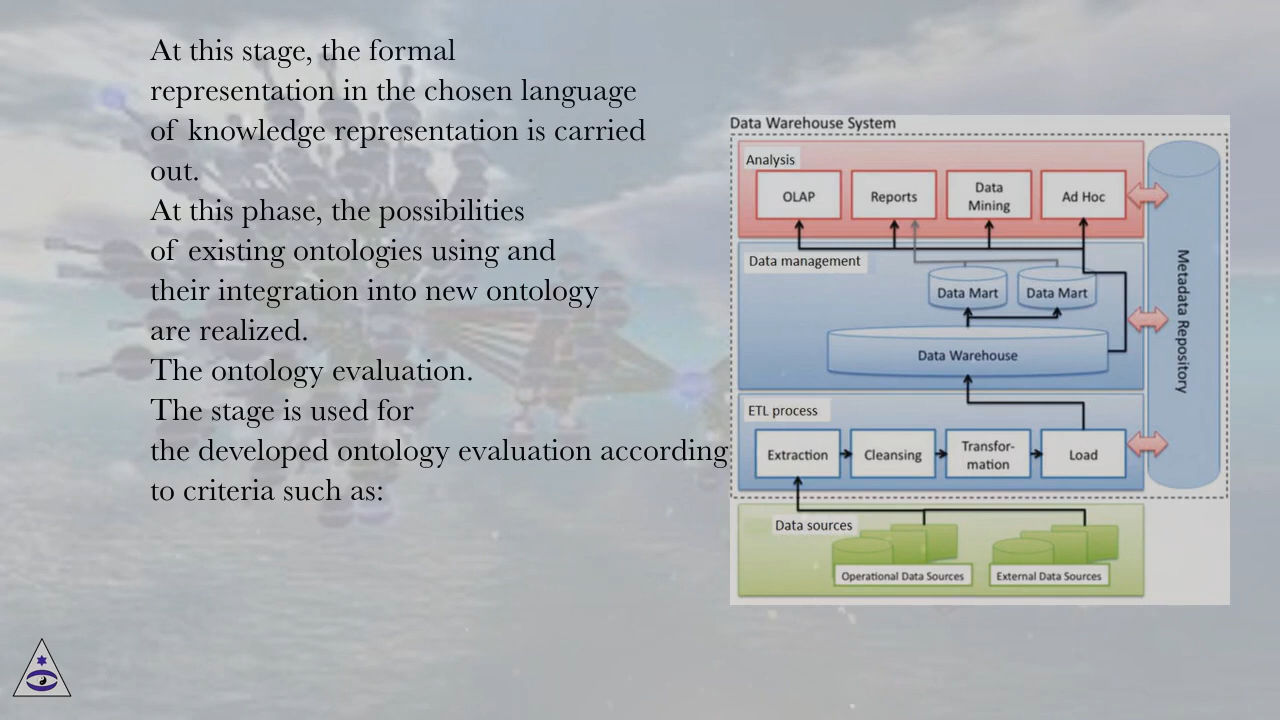 At this stage, the formal
representation in the chosen language
of knowledge representation is carried
out.
At this phase, the possibilities
of existing ontologies using and
their integration into new ontology
are realized.
The ontology evaluation.
The stage is used for
the developed ontology evaluation according
to criteria such as:
Data Warehouse System
Analysis
OLAP
Reports
Data
Mining
Ad Hoc
Data management
Data Mart
Data Mart
Data Warehouse
Metadata Repository
ETL process
Extraction
Cleansing
Transfor-
mation
Load
Data sources
Operational Data Sources
External Data Sources